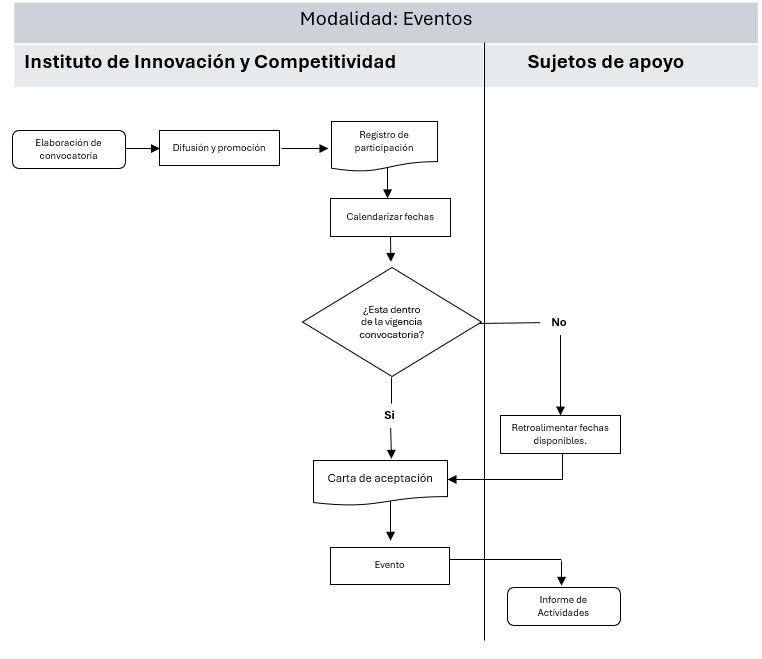 Modalidad: Eventos
Instituto de Innovación y Competitividad
Sujetos de apoyo
Elaboración de
convocatoria
Difusión y promoción
Registro de
participación
Calendarizar fechas
¿Esta dentro
de la vigencia
convocatoria?
No
Si
Retroalimentar fechas
disponibles.
Carta de aceptación
Evento
Informe de
Actividades